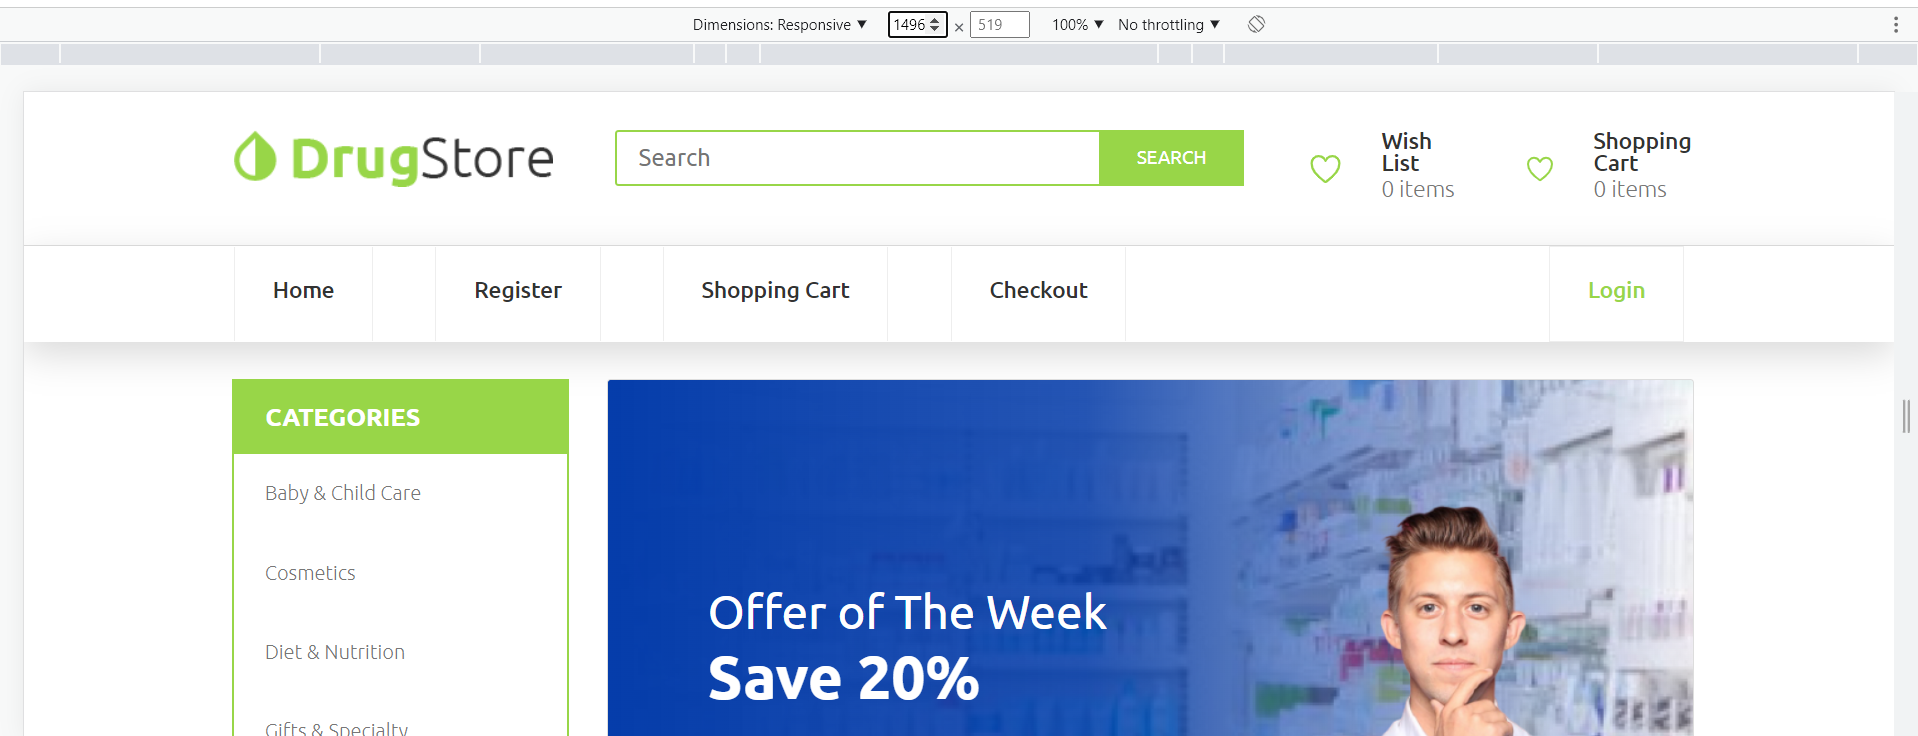 Dimensions: Responsive ▼ 1496 × 519 100% ▼ No throttling ▼
DrugStore
Search
SEARCH
Wish
List
0 items
Shopping
Cart
0 items
Home Register Shopping Cart Checkout Login
CATEGORIES
Baby & Child Care
Cosmetics
Diet & Nutrition
Gifts & Specialty
Offer of The Week
Save 20%